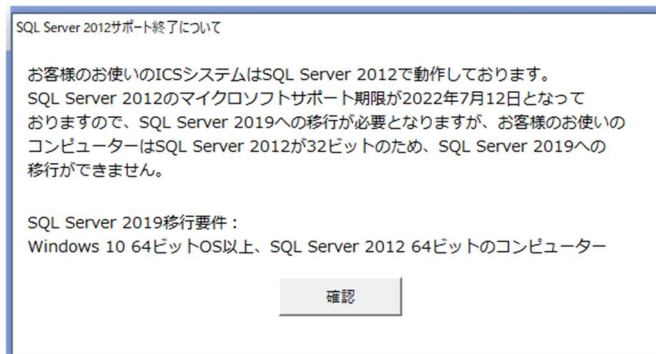 SQL Server 2012サポート終了について
お客様のお使いのICSシステムはSQL Server 2012で動作しております。
SQL Server 2012のマイクロソフトサポート期限が2022年7月12日となって
おりますので、SQL Server 2019への移行が必要となりますが、お客様のお使いの
コンピューターはSQL Server 2012が32ビットのため、SQL Server 2019への
移行ができません。
SQL Server 2019移行要件：
Windows 10 64ビットOS以上、SQL Server 2012 64ビットのコンピューター
確認